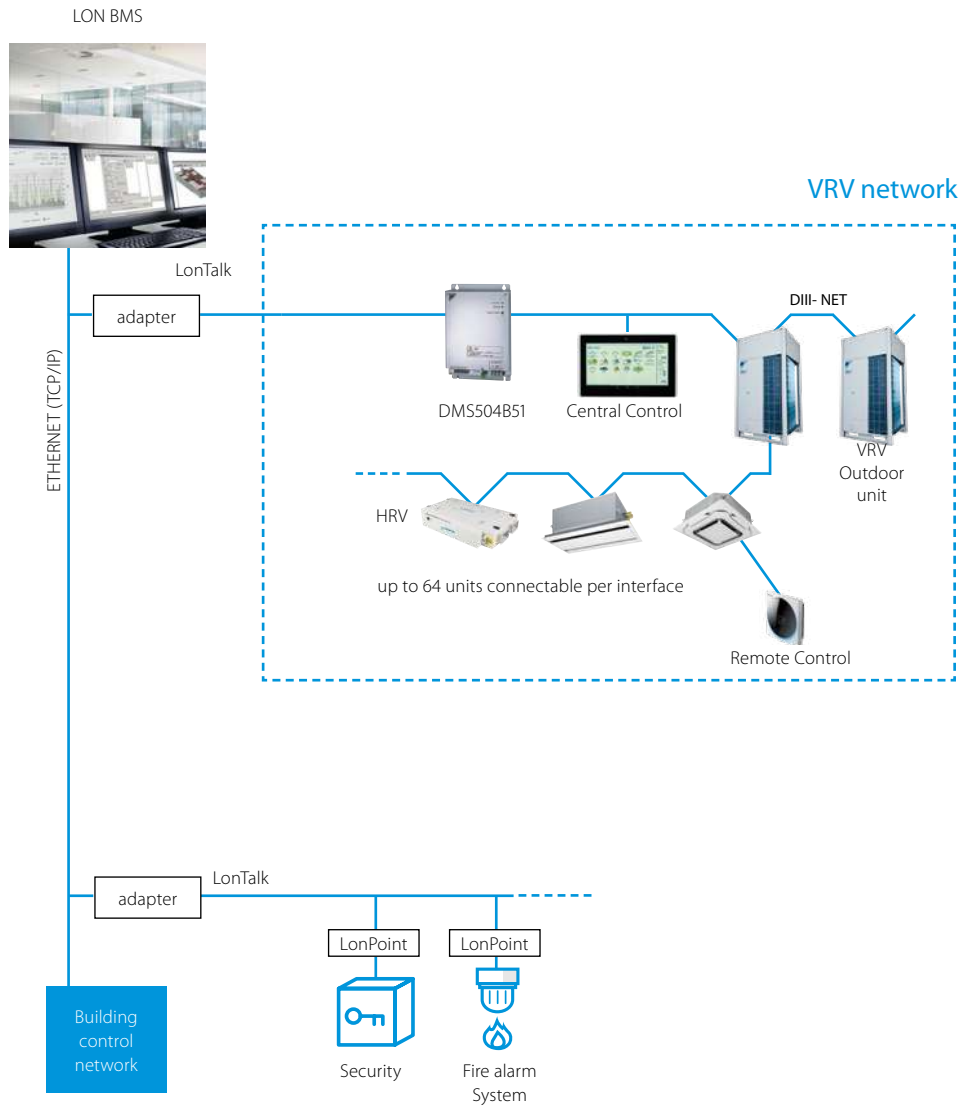 LON BMS
VRV network
LonTalk
adapter
DIII- NET
ETHERNET (TCP/IP)
DMS504B51
Central Control
VRV
Outdoor
unit
HRV
up to 64 units connectable per interface
Remote Control
LonTalk
adapter
LonPoint
LonPoint
Building
control
network
Security
Fire alarm
System